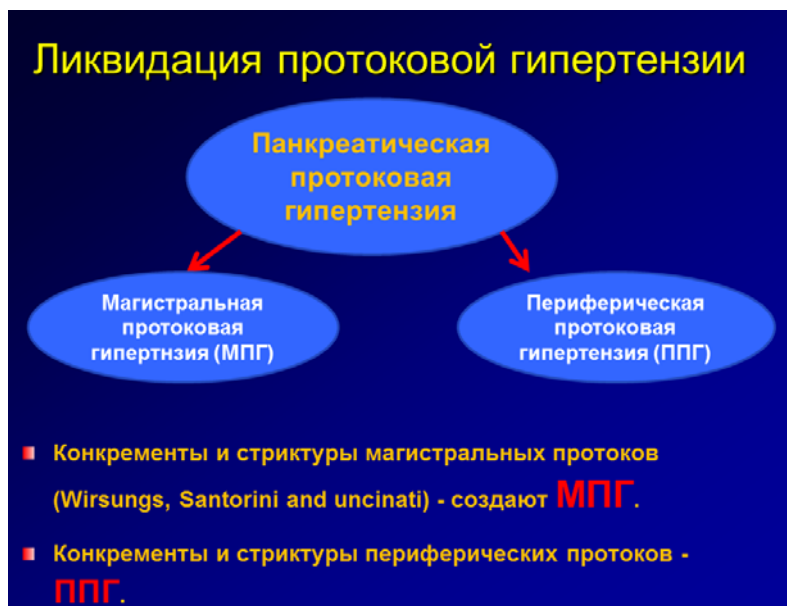 Ликвидация протоковой гипертензии
Панкреатическая
протоковая
гипертензия
Магистральная
протоковая
гипертнзия (МПГ)
Периферическая
протоковая
гипертензия (ППГ)
Конкременты и стриктуры магистральных протоков
(Wirsungs, Santorini and uncinati) - создают МПГ.
Конкременты и стриктуры периферических протоков -
ППГ.